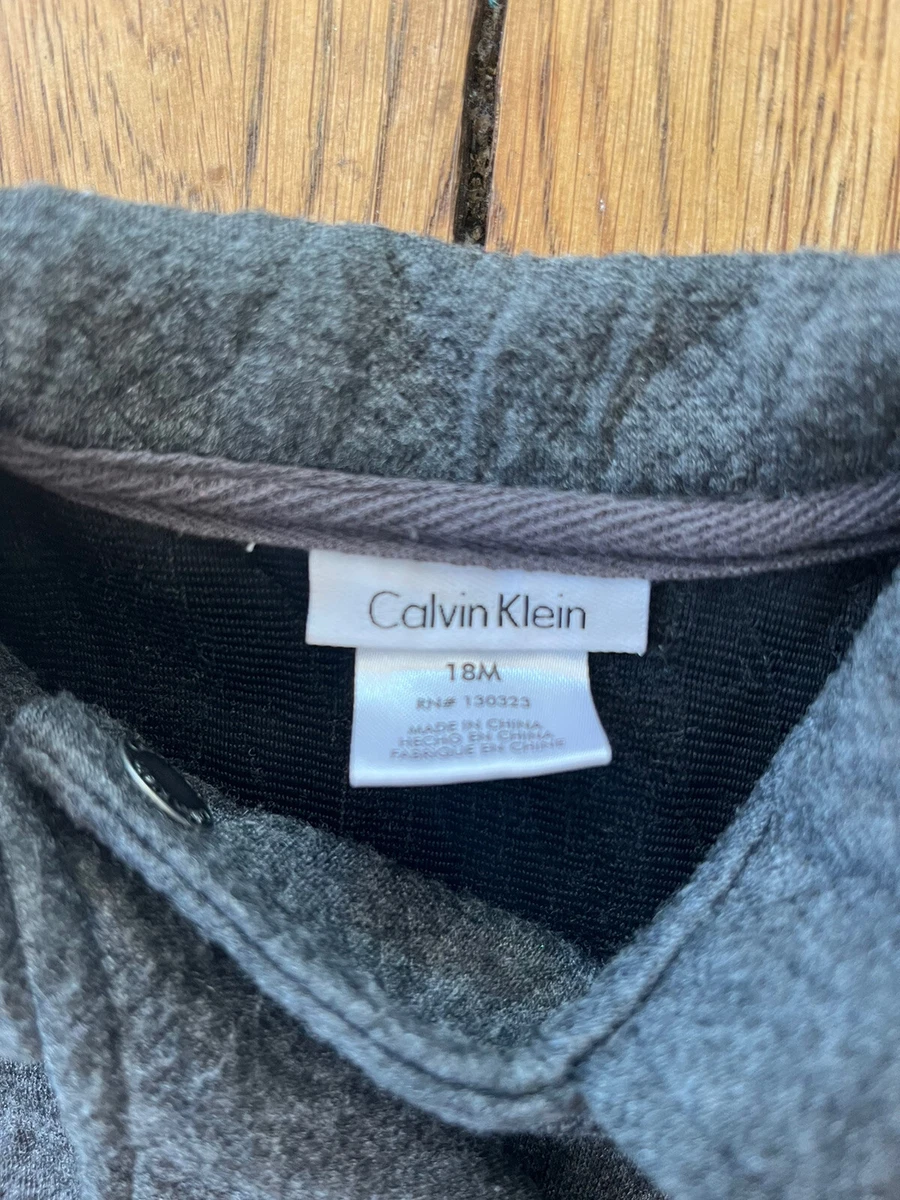 Calvin Klein
18M
RN# 130323
MADE IN CHINA
HECHO EN CHINA
FABRIQUE EN CHINE